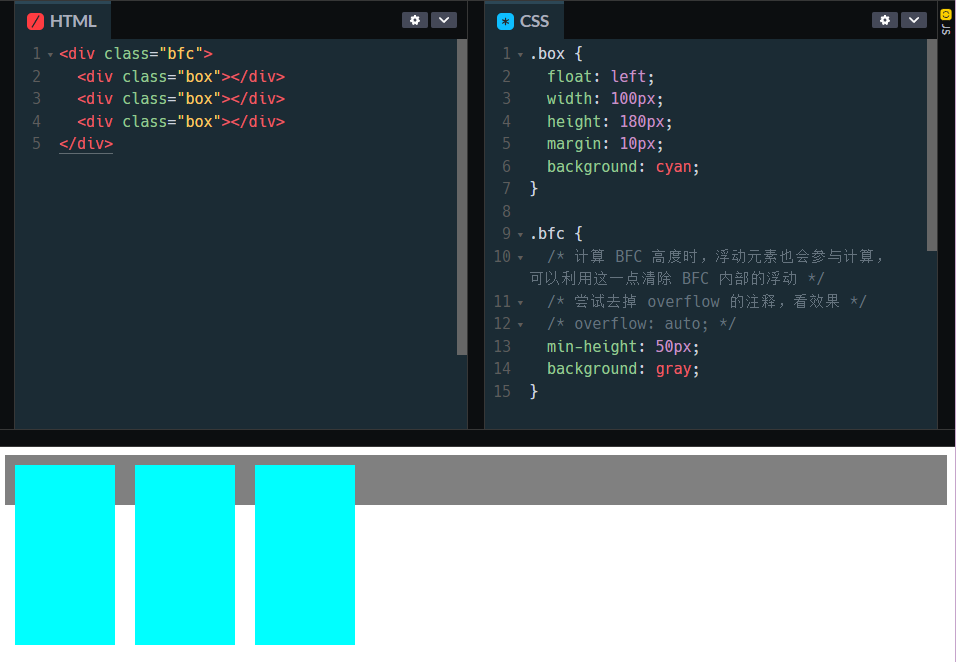 HTML
1 <div class="bfc">
2   <div class="box"></div>
3   <div class="box"></div>
4   <div class="box"></div>
5 </div>
CSS
1 .box {
2   float: left;
3   width: 100px;
4   height: 180px;
5   margin: 10px;
6   background: cyan;
7 }
8
9 .bfc {
10   /* 计算 BFC 高度时，浮动元素也会参与计算，
可以利用这一点清除 BFC 内部的浮动 */
11   /* 尝试去掉 overflow 的注释，看效果 */
12   /* overflow: auto; */
13   min-height: 50px;
14   background: gray;
15 }
JS